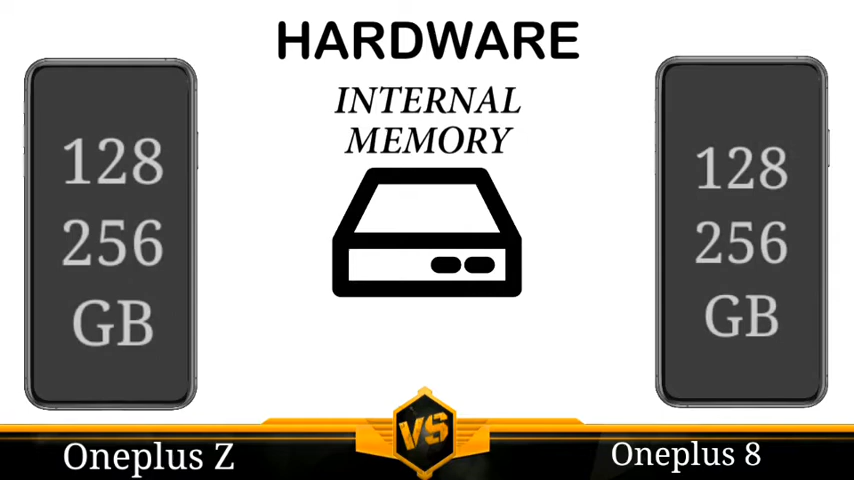 HARDWARE
INTERNAL
MEMORY
128
256
GB
128
256
GB
VS
Oneplus Z
Oneplus 8